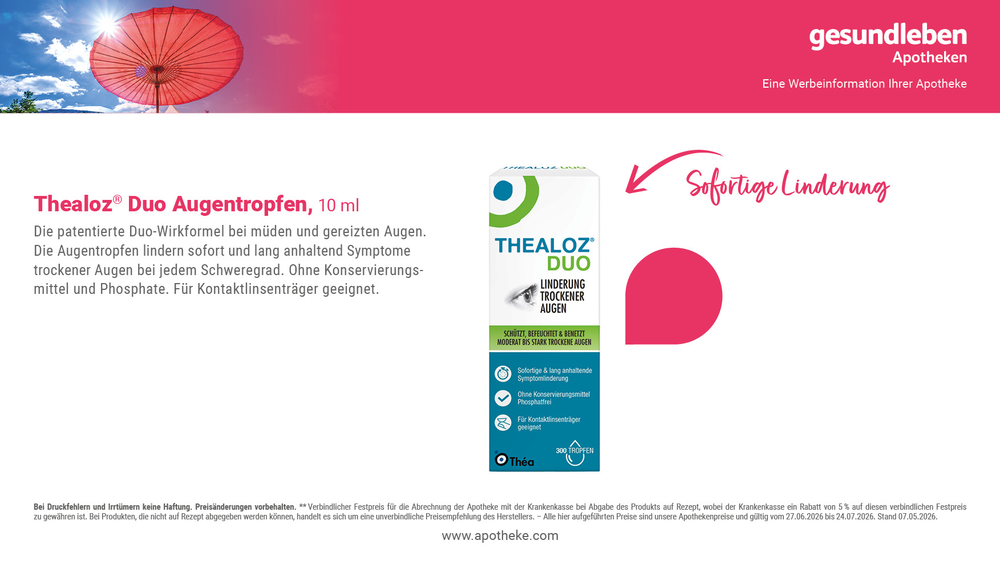 gesundleben
Apotheken
Eine Werbeinformation Ihrer Apotheke
Sofortige Linderung
Thealoz® Duo Augentropfen, 10 ml
Die patentierte Duo-Wirkformel bei müden und gereizten Augen.
Die Augentropfen lindern sofort und lang anhaltend Symptome
trockener Augen bei jedem Schweregrad. Ohne Konservierungs-
mittel und Phosphate. Für Kontaktlinsenträger geeignet.
THEALOZ DUO
THEALOZ®
DUO
LINDERUNG
TROCKENER
AUGEN
SCHÜTZT, BEFEUCHTET & BENETZT
MODERAT BIS STARK TROCKENE AUGEN
Sofortige & lang anhaltende
Symptomlinderung
Ohne Konservierungsmittel
Phosphatfrei
Für Kontaktlinsenträger
geeignet
300 TROPFEN
Théa
Bei Druckfehlern und Irrtümern keine Haftung. Preisänderungen vorbehalten. ** Verbindlicher Festpreis für die Abrechnung der Apotheke mit der Krankenkasse bei Abgabe des Produkts auf Rezept, wobei der Krankenkasse ein Rabatt von 5 % auf diesen verbindlichen Festpreis
zu gewähren ist. Bei Produkten, die nicht auf Rezept abgegeben werden können, handelt es sich um eine unverbindliche Preisempfehlung des Herstellers. – Alle hier aufgeführten Preise sind unsere Apothekenpreise und gültig vom 27.06.2026 bis 24.07.2026. Stand 07.05.2026.
www.apotheke.com